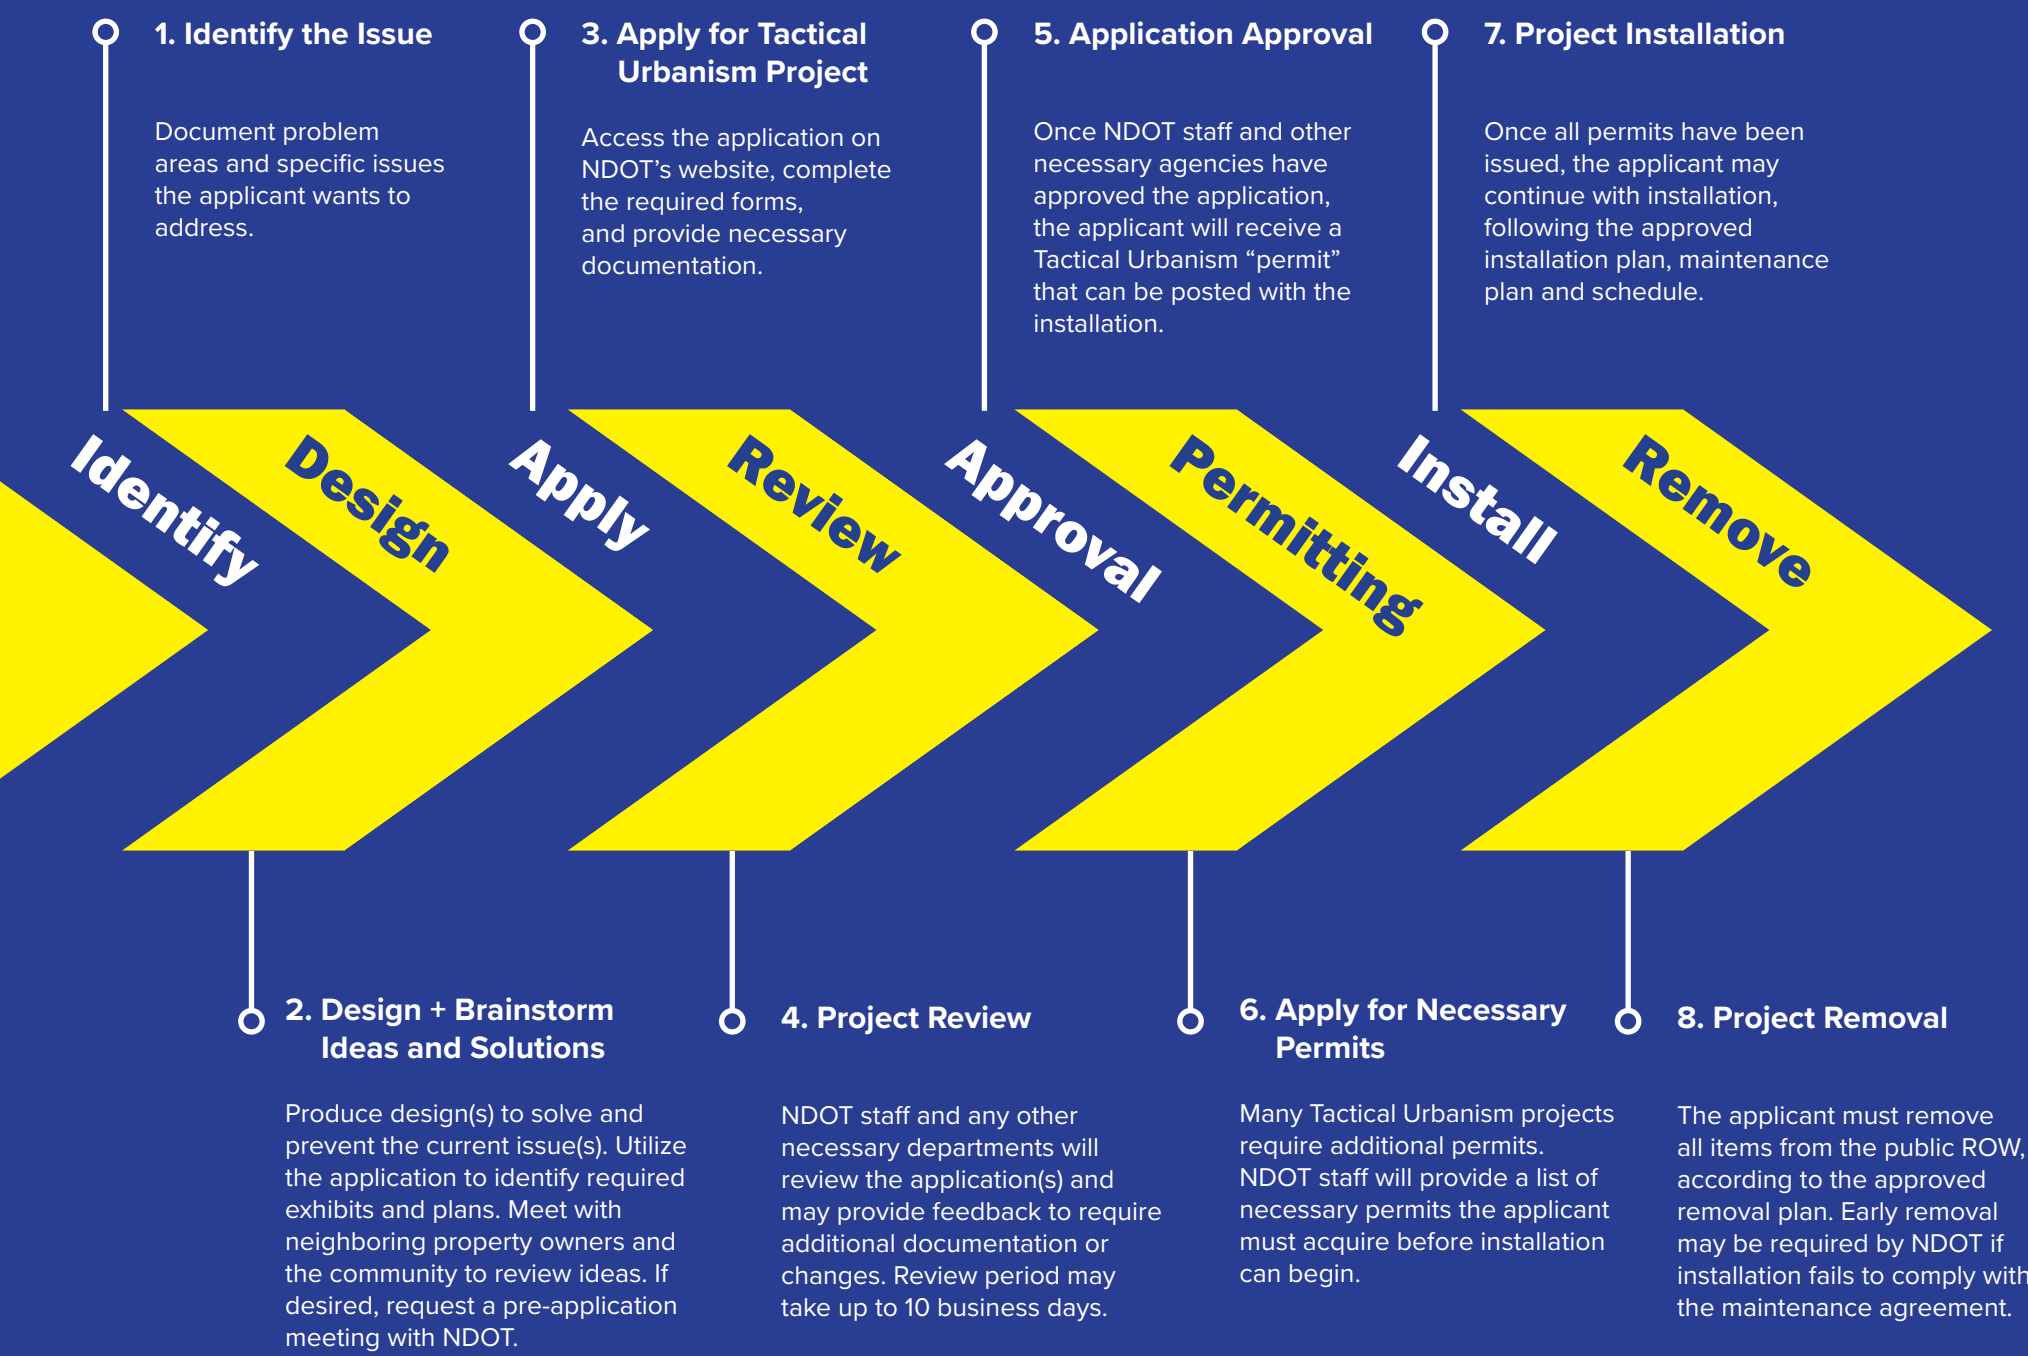 1. Identify the Issue
Document problem
areas and specific issues
the applicant wants to
address.
3. Apply for Tactical
Urbanism Project
Access the application on
NDOT’s website, complete
the required forms,
and provide necessary
documentation.
5. Application Approval
Once NDOT staff and other
necessary agencies have
approved the application,
the applicant will receive a
Tactical Urbanism “permit”
that can be posted with the
installation.
7. Project Installation
Once all permits have been
issued, the applicant may
continue with installation,
following the approved
installation plan, maintenance
plan and schedule.
Identify
Design
Apply
Review
Approval
Permitting
Install
Remove
2. Design + Brainstorm
Ideas and Solutions
Produce design(s) to solve and
prevent the current issue(s). Utilize
the application to identify required
exhibits and plans. Meet with
neighboring property owners and
the community to review ideas. If
desired, request a pre-application
meeting with NDOT.
4. Project Review
NDOT staff and any other
necessary departments will
review the application(s) and
may provide feedback to require
additional documentation or
changes. Review period may
take up to 10 business days.
6. Apply for Necessary
Permits
Many Tactical Urbanism projects
require additional permits.
NDOT staff will provide a list of
necessary permits the applicant
must acquire before installation
can begin.
8. Project Removal
The applicant must remove
all items from the public ROW,
according to the approved
removal plan. Early removal
may be required by NDOT if
installation fails to comply with
the maintenance agreement.